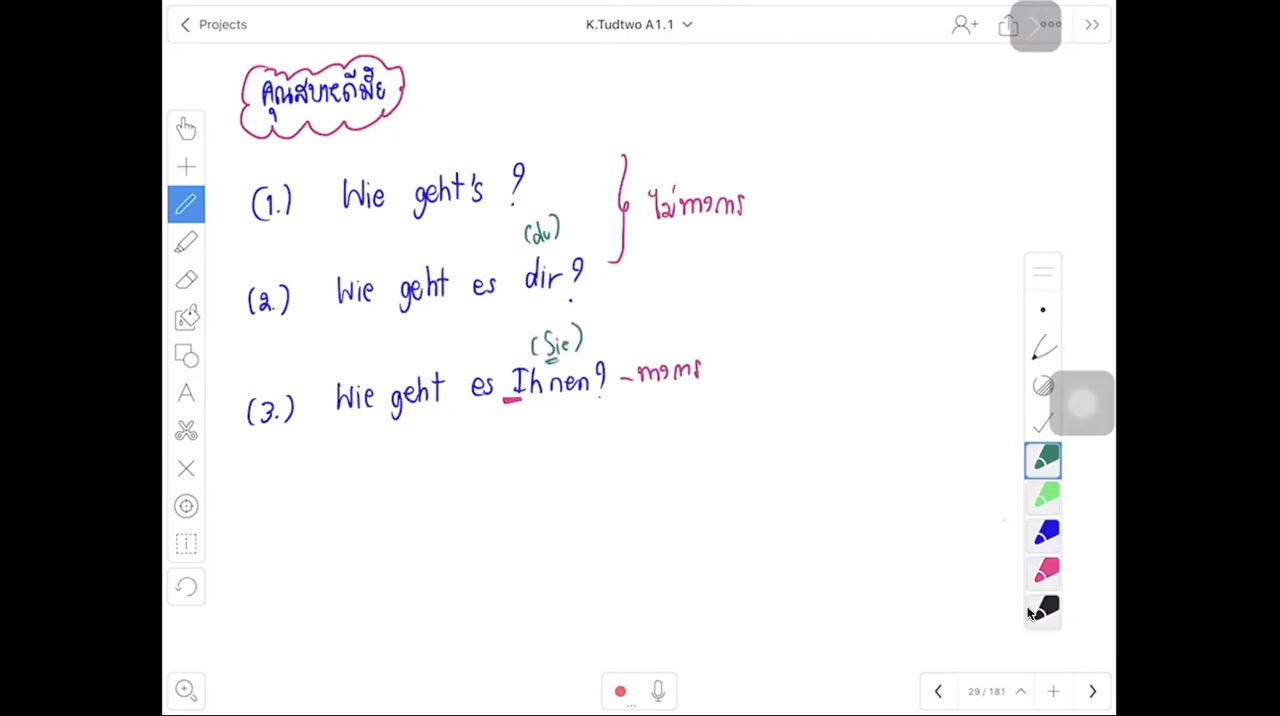 Projects
K.Tudtwo A1.1
คุณสบายดีมั้ย
(1.) Wie geht's ?
ไม่ทางการ
(du)
(2.) Wie geht es dir?
(Sie)
(3.) Wie geht es Ihnen? - ทางการ
29 / 181